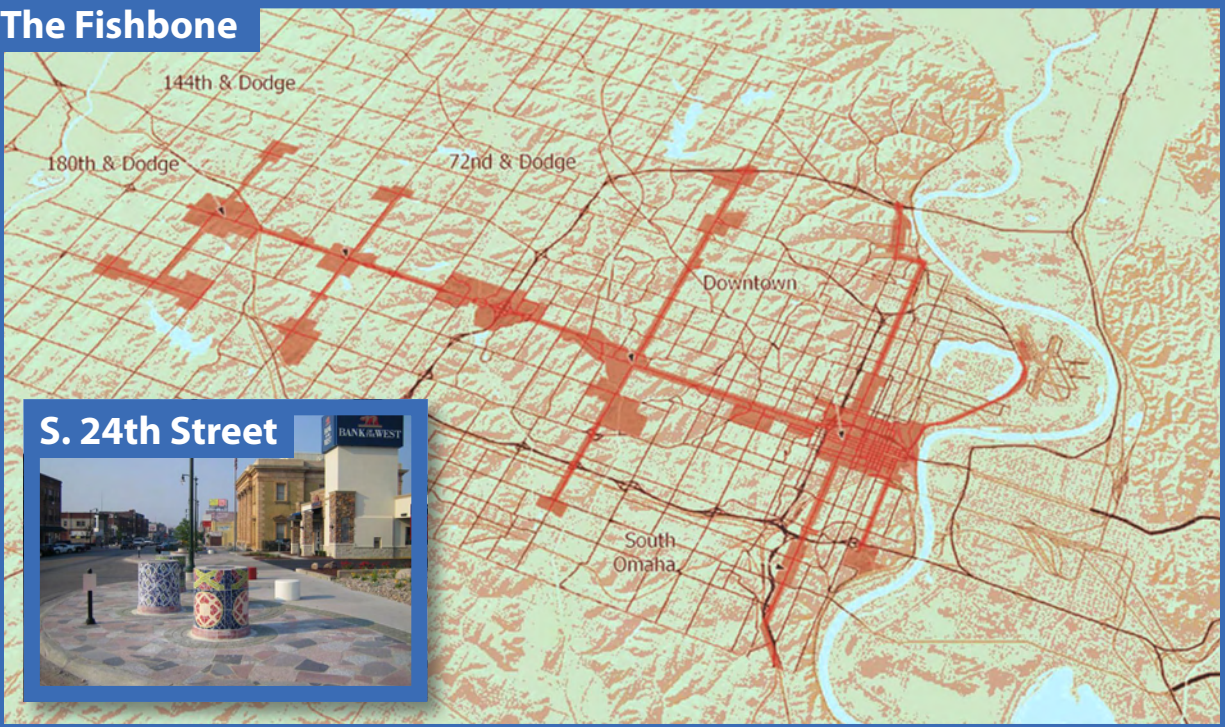 The Fishbone
144th & Dodge
180th & Dodge
72nd & Dodge
Downtown
South
Omaha
S. 24th Street
BANK OF THE WEST